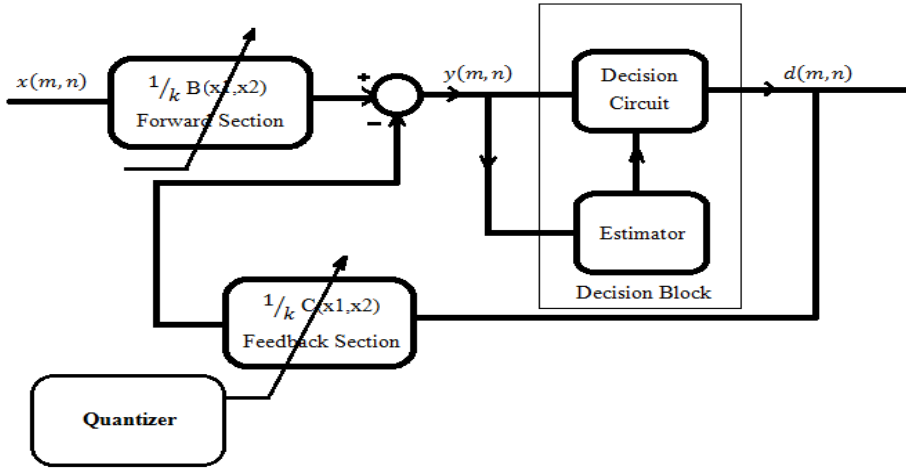 x(m, n)
1/k B(x1,x2)
Forward Section
+
−
y(m, n)
Decision
Circuit
d(m, n)
Estimator
Decision Block
1/k C(x1,x2)
Feedback Section
Quantizer